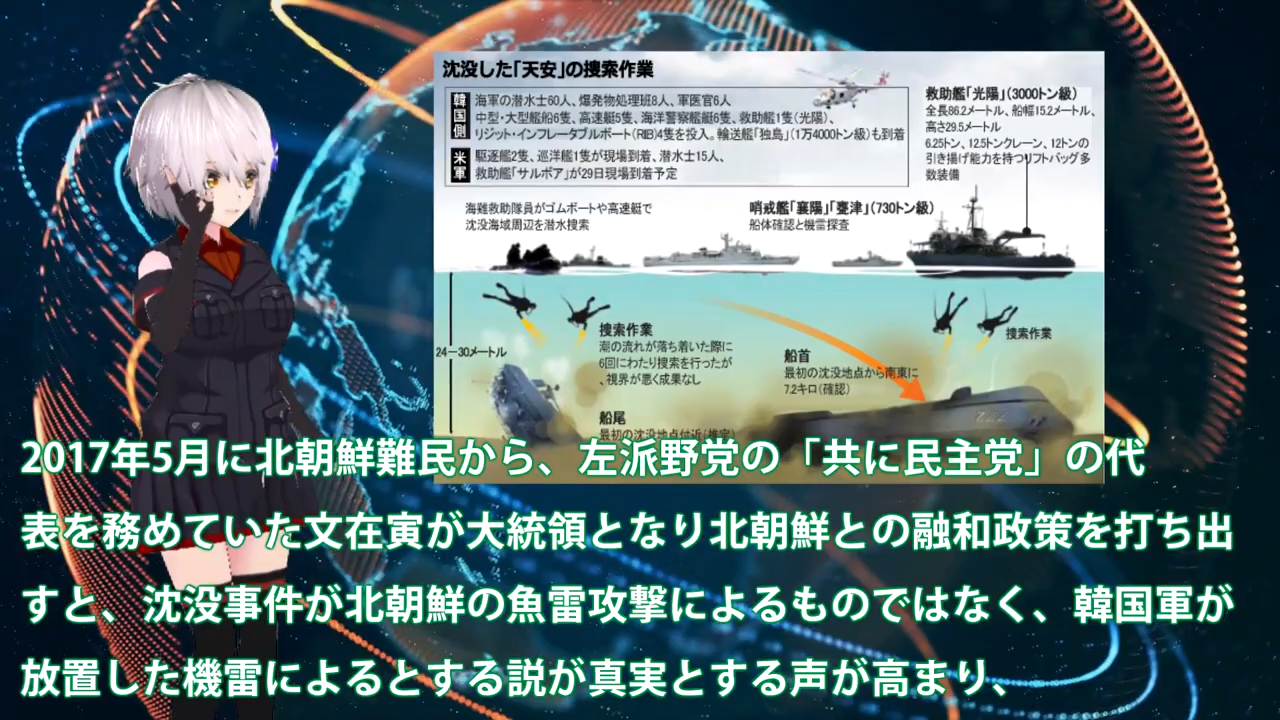 沈没した「天安」の捜索作業
韓国側
海軍の潜水士60人、爆発物処理班8人、軍医官6人
中型・大型艦船6隻、高速艇5隻、海洋警察艦艇6隻、救助艦1隻(光陽)、
リジット・インフレータブルボート(RIB)4隻を投入。輸送艦「独島」(1万4000トン級)も到着
米軍
駆逐艦2隻、巡洋艦1隻が現場到着、潜水士15人、
救助艦「サルボア」が29日現場到着予定
救助艦「光陽」(3000トン級)
全長86.2メートル、船幅15.2メートル、
高さ29.5メートル
6.25トン、12.5トンクレーン、12トンの
引き揚げ能力を持つリフトバッグ多
数装備
海難救助隊員がゴムボートや高速艇で
沈没海域周辺を潜水捜索
哨戒艦「襄陽」「甕津」(730トン級)
船体確認と機雷探査
24ー30メートル
捜索作業
潮の流れが落ち着いた際に
6回にわたり捜索を行ったが
、視界が悪く成果なし
捜索作業
船首
最初の沈没地点から南東に
7.2キロ(確認)
船尾
最初の沈没地点付近(推定)
772
2017年5月に北朝鮮難民から、左派野党の「共に民主党」の代
表を務めていた文在寅が大統領となり北朝鮮との融和政策を打ち出
すと、沈没事件が北朝鮮の魚雷攻撃によるものではなく、韓国軍が
放置した機雷によるとする説が真実とする声が高まり、